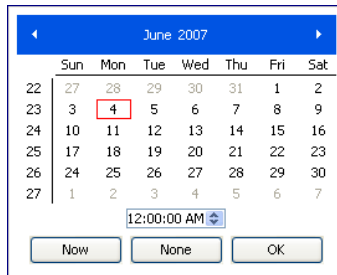 June 2007
Sun Mon Tue Wed Thu Fri Sat
22 27 28 29 30 31 1 2
23 3 4 5 6 7 8 9
24 10 11 12 13 14 15 16
25 17 18 19 20 21 22 23
26 24 25 26 27 28 29 30
27 1 2 3 4 5 6 7
12:00:00 AM
Now None OK